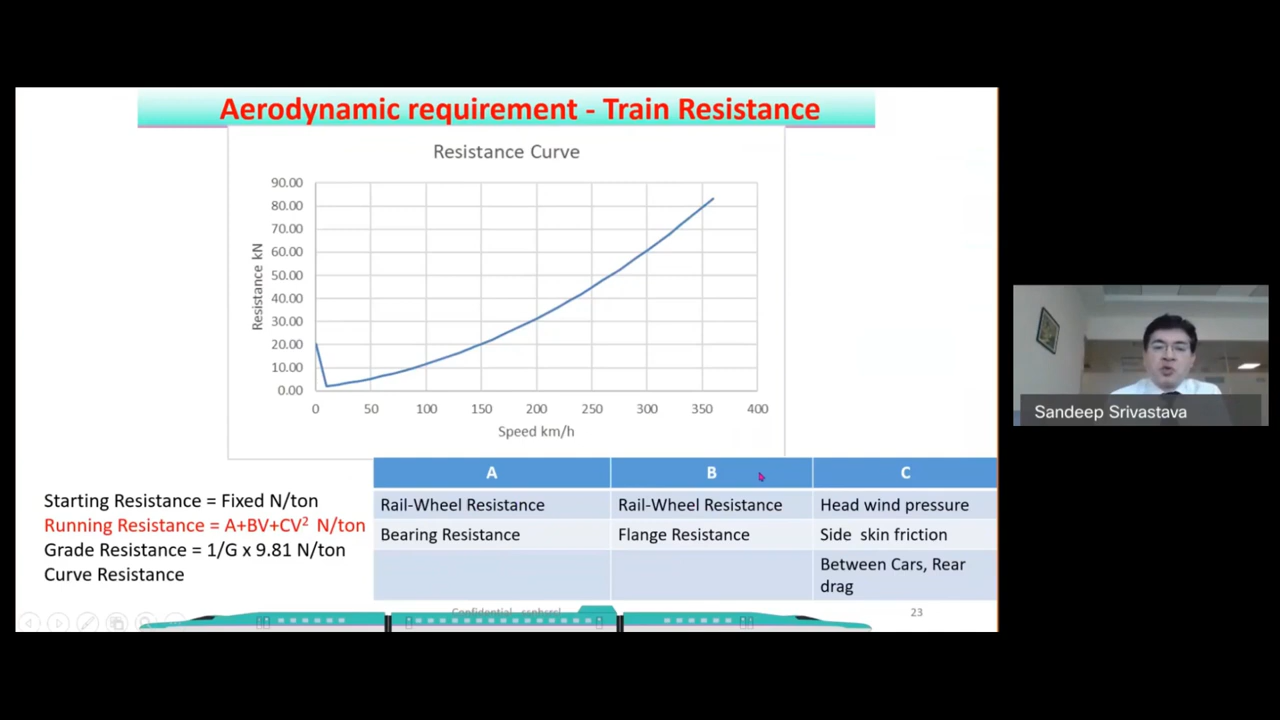 Aerodynamic requirement - Train Resistance
Resistance Curve
90.00
80.00
70.00
60.00
50.00
40.00
30.00
20.00
10.00
0.00
Resistance kN
0 50 100 150 200 250 300 350 400
Speed km/h
Starting Resistance = Fixed N/ton
Running Resistance = A+BV+CV² N/ton
Grade Resistance = 1/G x 9.81 N/ton
Curve Resistance
A B C
Rail-Wheel Resistance Rail-Wheel Resistance Head wind pressure
Bearing Resistance Flange Resistance Side skin friction
Between Cars, Rear
drag
Confidential
23
Sandeep Srivastava